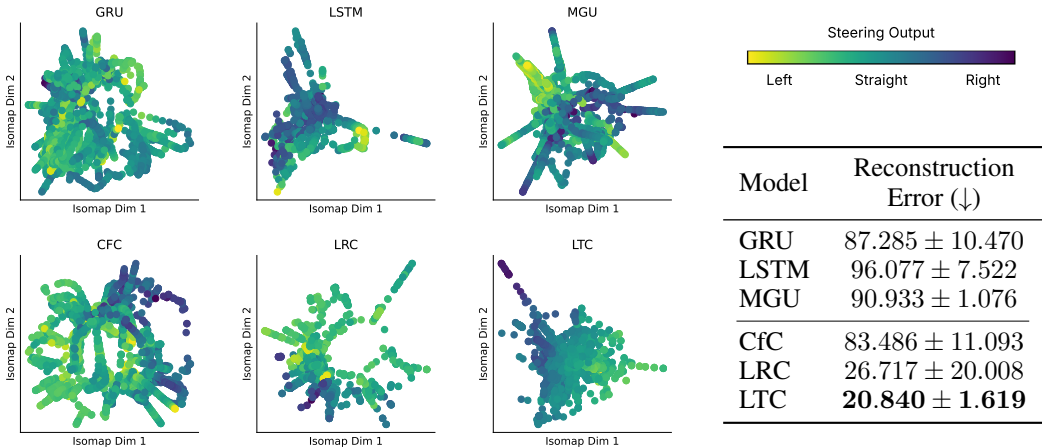 GRU
Isomap Dim 2
Isomap Dim 1
LSTM
Isomap Dim 2
Isomap Dim 1
MGU
Isomap Dim 2
Isomap Dim 1
CFC
Isomap Dim 2
Isomap Dim 1
LRC
Isomap Dim 2
Isomap Dim 1
LTC
Isomap Dim 2
Isomap Dim 1
Steering Output
Left Straight Right
Model Reconstruction Error (↓)
GRU 87.285 ± 10.470
LSTM 96.077 ± 7.522
MGU 90.933 ± 1.076
CfC 83.486 ± 11.093
LRC 26.717 ± 20.008
LTC 20.840 ± 1.619